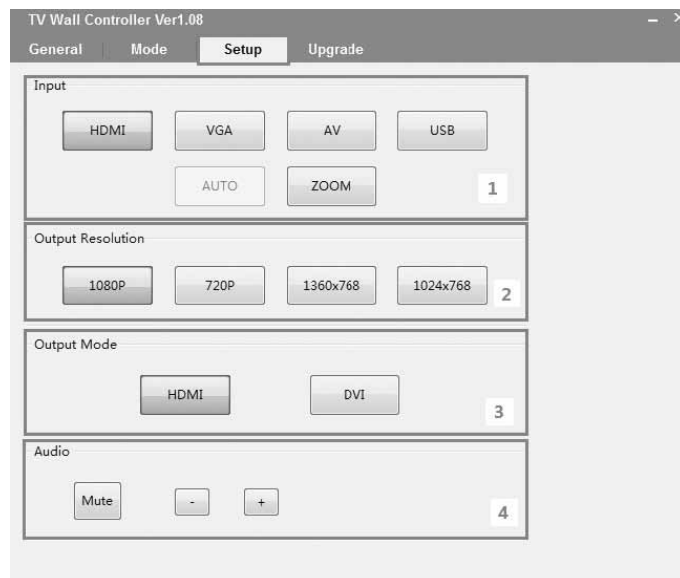 TV Wall Controller Ver1.08
General Mode Setup Upgrade
Input
HDMI VGA AV USB
AUTO ZOOM 1
Output Resolution
1080P 720P 1360x768 1024x768 2
Output Mode
HDMI DVI 3
Audio
Mute - + 4